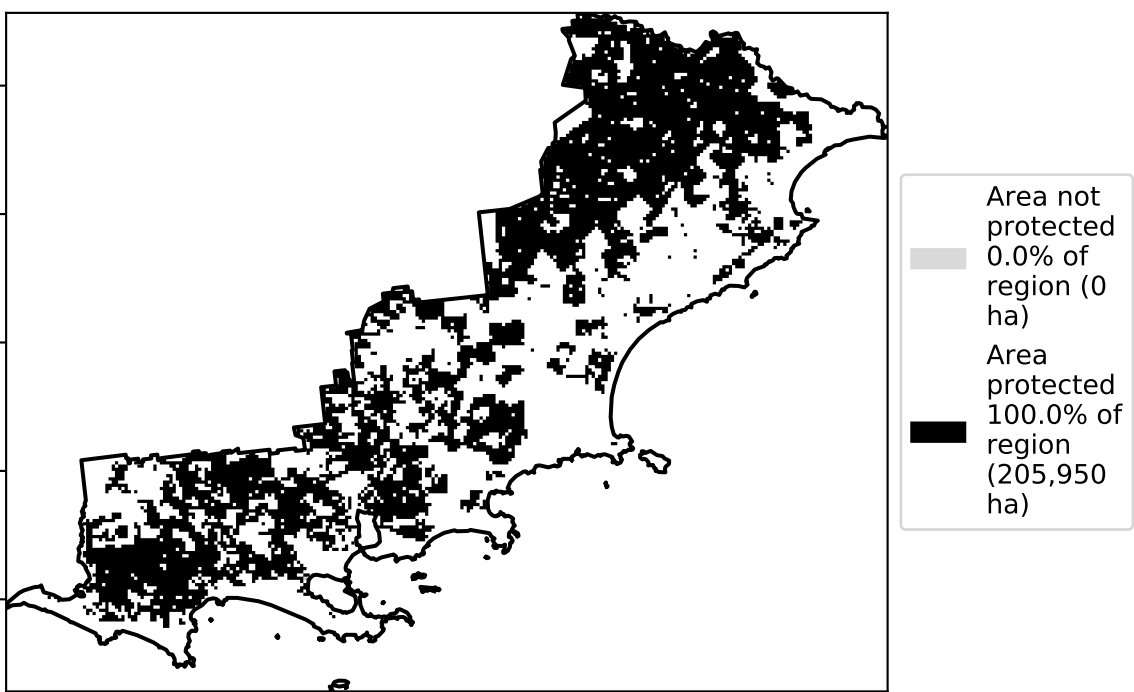 Area not
protected
0.0% of
region (0
ha)
Area
protected
100.0% of
region
(205,950
ha)